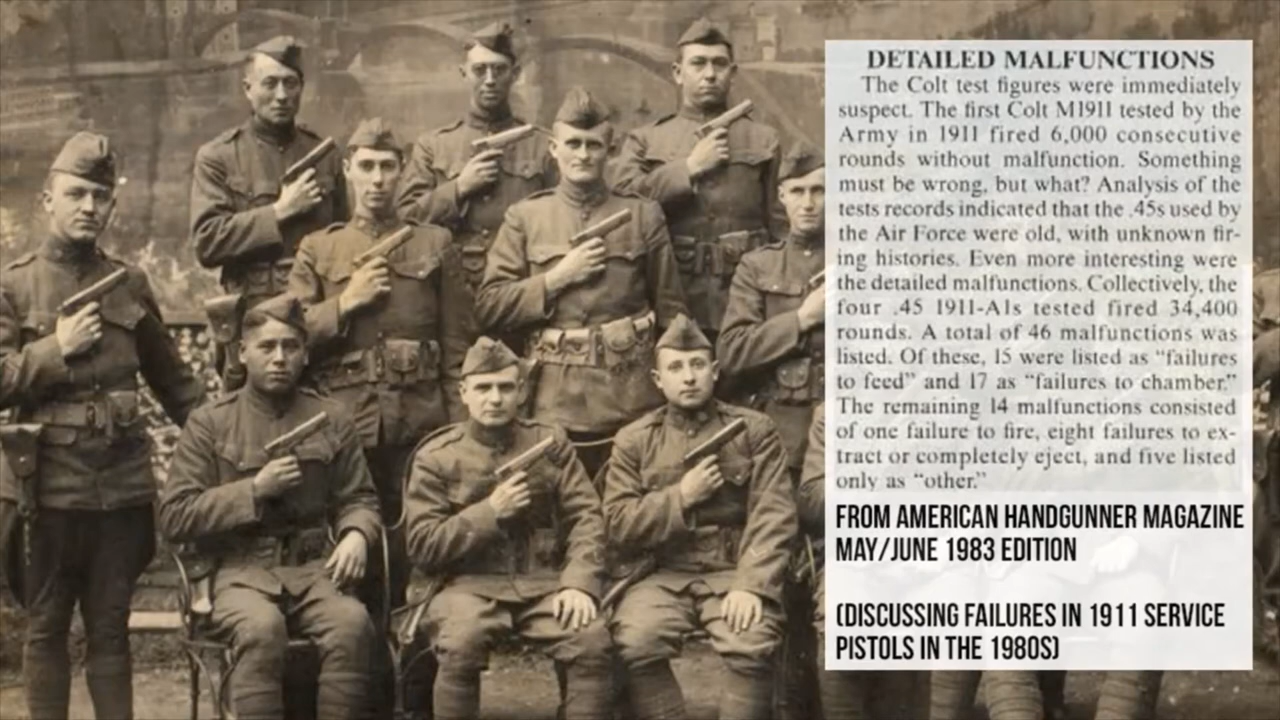 DETAILED MALFUNCTIONS
The Colt test figures were immediately
suspect. The first Colt M1911 tested by the
Army in 1911 fired 6,000 consecutive
rounds without malfunction. Something
must be wrong, but what? Analysis of the
tests records indicated that the .45s used by
the Air Force were old, with unknown fir-
ing histories. Even more interesting were
the detailed malfunctions. Collectively, the
four .45 1911-A1s tested fired 34,400
rounds. A total of 46 malfunctions was
listed. Of these, 15 were listed as “failures
to feed” and 17 as “failures to chamber.”
The remaining 14 malfunctions consisted
of one failure to fire, eight failures to ex-
tract or completely eject, and five listed
only as “other.”
FROM AMERICAN HANDGUNNER MAGAZINE
MAY/JUNE 1983 EDITION
(DISCUSSING FAILURES IN 1911 SERVICE
PISTOLS IN THE 1980S)